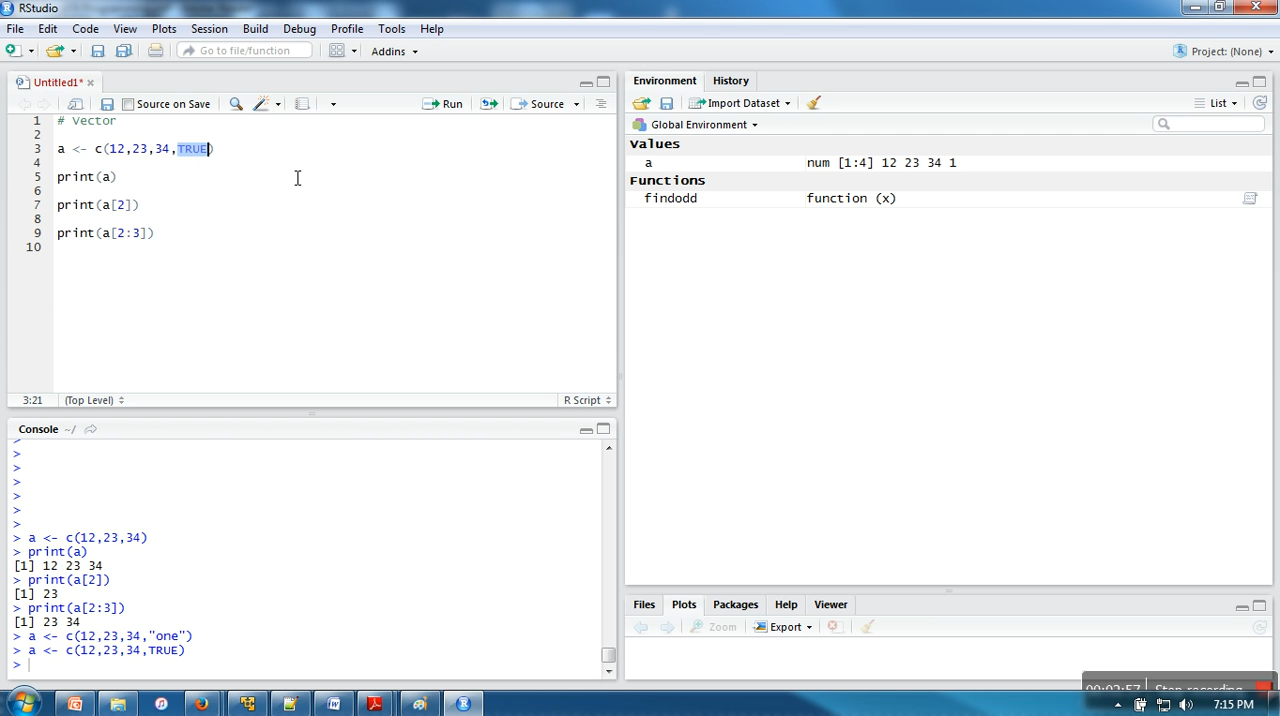 RStudio
File Edit Code View Plots Session Build Debug Profile Tools Help
Go to file/function Addins Project: (None)
Untitled1*
Source on Save Run Source
1 # Vector
2
3 a <- c(12,23,34,TRUE)
4
5 print(a)
6
7 print(a[2])
8
9 print(a[2:3])
10
3:21 (Top Level) R Script
Console ~/
>
>
>
>
>
>
>
> a <- c(12,23,34)
> print(a)
[1] 12 23 34
> print(a[2])
[1] 23
> print(a[2:3])
[1] 23 34
> a <- c(12,23,34,"one")
> a <- c(12,23,34,TRUE)
>
Environment History
Import Dataset List
Global Environment
Values
a num [1:4] 12 23 34 1
Functions
findodd function (x)
Files Plots Packages Help Viewer
Zoom Export
00:02:57 Stop recording
7:15 PM